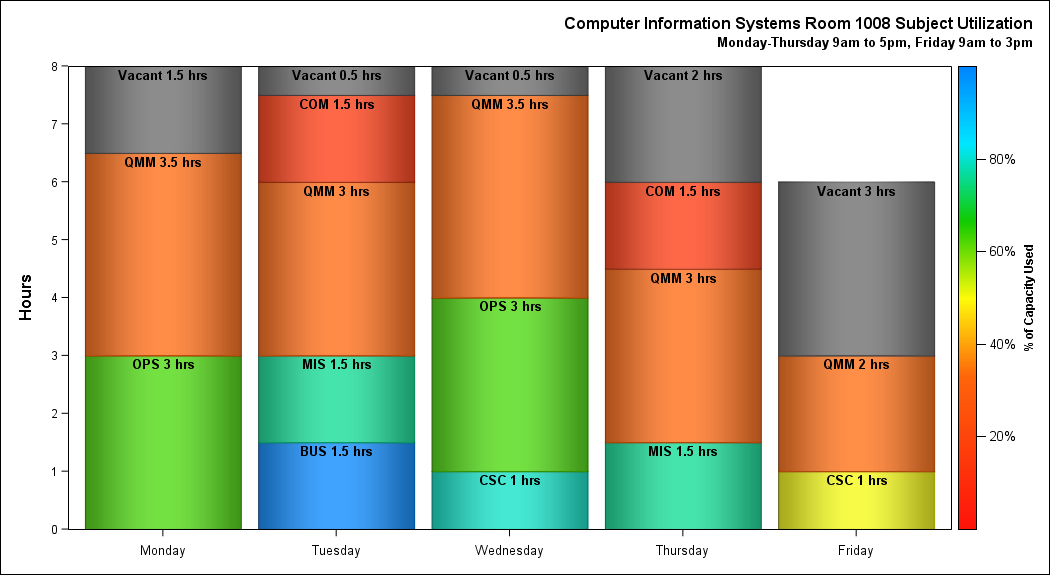 Computer Information Systems Room 1008 Subject Utilization
Monday-Thursday 9am to 5pm, Friday 9am to 3pm
Hours
8
7
6
5
4
3
2
1
0
Vacant 1.5 hrs
QMM 3.5 hrs
OPS 3 hrs
Vacant 0.5 hrs
COM 1.5 hrs
QMM 3 hrs
MIS 1.5 hrs
BUS 1.5 hrs
Vacant 0.5 hrs
QMM 3.5 hrs
OPS 3 hrs
CSC 1 hrs
Vacant 2 hrs
COM 1.5 hrs
QMM 3 hrs
MIS 1.5 hrs
Vacant 3 hrs
QMM 2 hrs
CSC 1 hrs
Monday
Tuesday
Wednesday
Thursday
Friday
80%
60%
40%
20%
% of Capacity Used